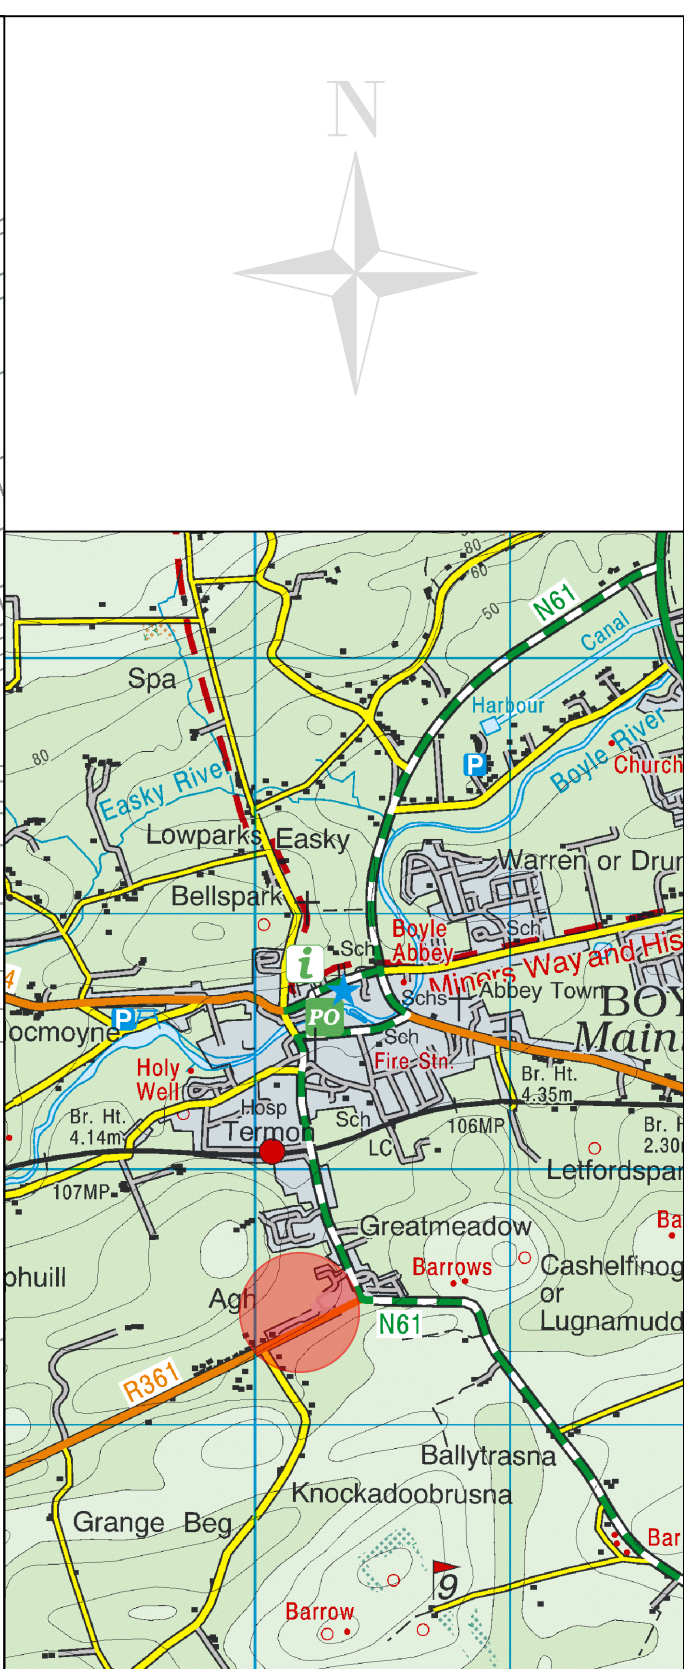 N
80
60
50
N61
Canal
Spa
Harbour
Boyle River
80
P
Church
Easky River
Lowparks
Easky
Warren or Drur
Bellspark
Sch
Boyle
Abbey
Sch
i
Miners Way and His
4
Schs
Abbey Town
BOY
PO
P
ocmoyne
Sch
Main
Fire Stn.
Holy
Well
Br. Ht.
4.35m
Hosp
Br. Ht.
4.14m
Sch
106MP
Br. H
2.30
Termon
LC
107MP
Letfordspar
Ba
Greatmeadow
Barrows
Cashelfinog
or
Lugnamudd
phuill
Agh
N61
R361
Ballytrasna
Knockadoobrusna
Grange Beg
Bar
9
Barrow